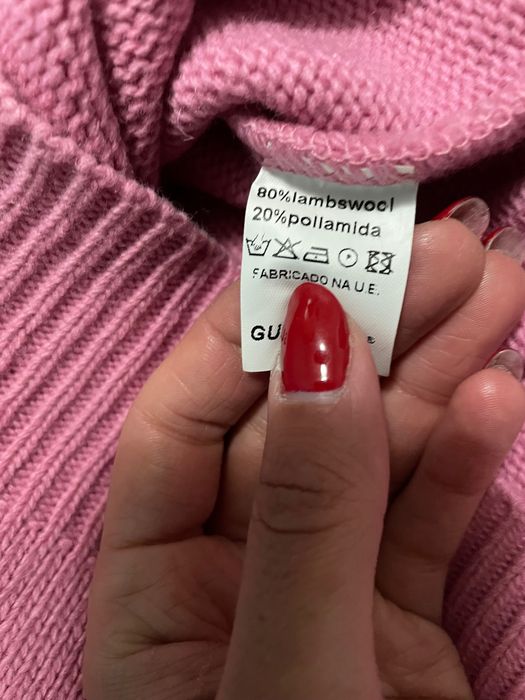 80%lambswool
20%poliamida
FABRICADO NA U.E.